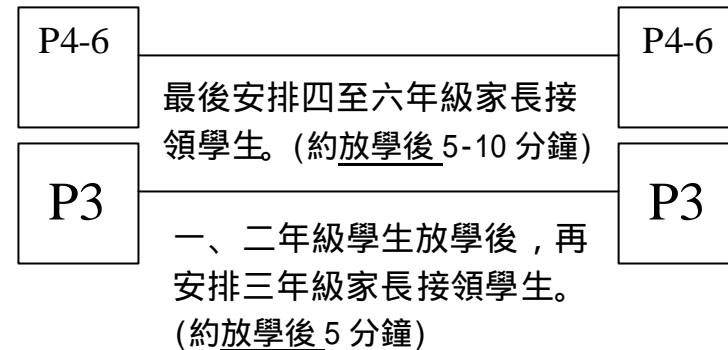 P4-6
P4-6
最後安排四至六年級家長接
領學生。(約放學後 5-10 分鐘)
P3
P3
一、二年級學生放學後，再
安排三年級家長接領學生。
(約放學後 5 分鐘)